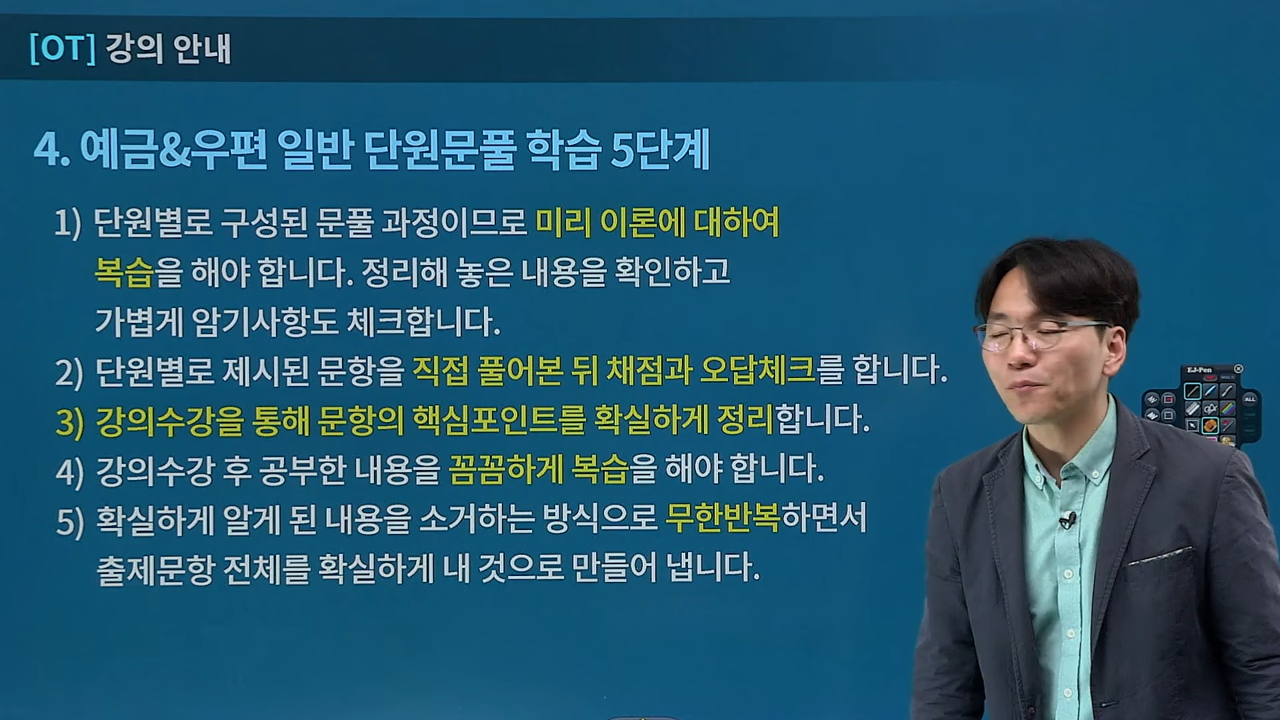 [OT] 강의 안내
4. 예금&우편 일반 단원문풀 학습 5단계
1) 단원별로 구성된 문풀 과정이므로 미리 이론에 대하여
복습을 해야 합니다. 정리해 놓은 내용을 확인하고
가볍게 암기사항도 체크합니다.
2) 단원별로 제시된 문항을 직접 풀어본 뒤 채점과 오답체크를 합니다.
3) 강의수강을 통해 문항의 핵심포인트를 확실하게 정리합니다.
4) 강의수강 후 공부한 내용을 꼼꼼하게 복습을 해야 합니다.
5) 확실하게 알게 된 내용을 소거하는 방식으로 무한반복하면서
출제문항 전체를 확실하게 내 것으로 만들어 냅니다.
EJ-Pen
ALL